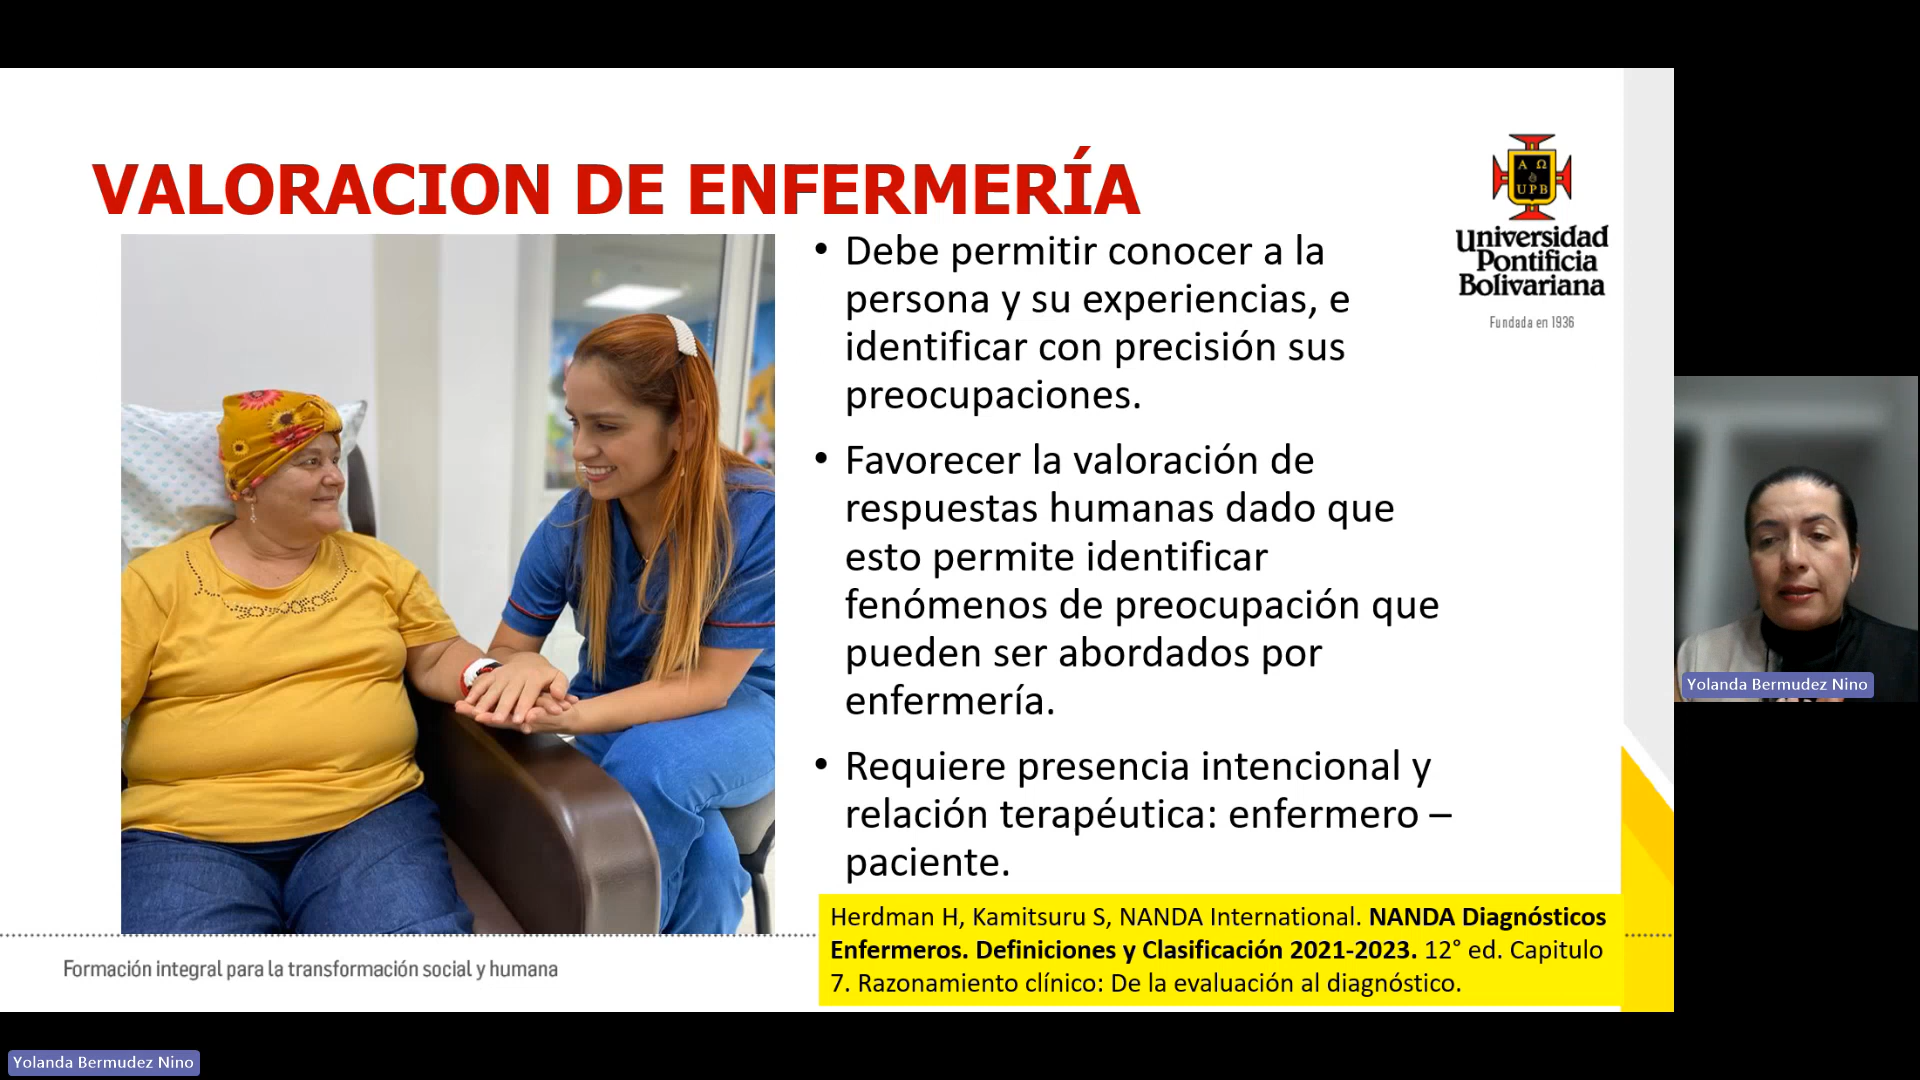 VALORACION DE ENFERMERÍA
• Debe permitir conocer a la
persona y su experiencias, e
identificar con precisión sus
preocupaciones.
• Favorecer la valoración de
respuestas humanas dado que
esto permite identificar
fenómenos de preocupación que
pueden ser abordados por
enfermería.
• Requiere presencia intencional y
relación terapéutica: enfermero –
paciente.
Herdman H, Kamitsuru S, NANDA International. NANDA Diagnósticos
Enfermeros. Definiciones y Clasificación 2021-2023. 12° ed. Capitulo
7. Razonamiento clínico: De la evaluación al diagnóstico.
Formación integral para la transformación social y humana
Α Ω
UPB
Universidad
Pontificia
Bolivariana
Fundada en 1936
Yolanda Bermudez Nino
Yolanda Bermudez Nino